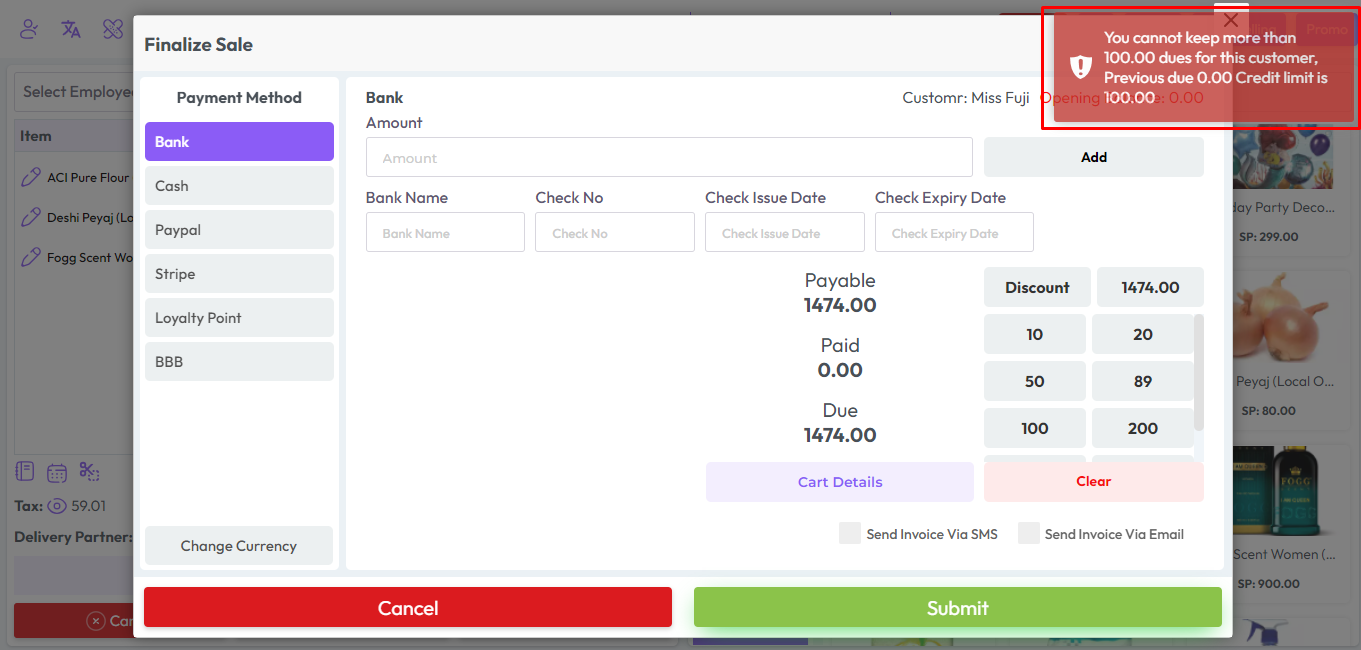 Finalize Sale
You cannot keep more than
100.00 dues for this customer,
Previous due 0.00 Credit limit is
100.00
Promo
Select Employee
Payment Method
Bank
Customr: Miss Fuji
Opening
: 0.00
Amount
Item
Bank
Amount
Add
ACI Pure Flour
Cash
Bank Name
Check No
Check Issue Date
Check Expiry Date
Deshi Peyaj (Lo
Paypal
Bank Name
Check No
Check Issue Date
Check Expiry Date
day Party Deco...
SP: 299.00
Fogg Scent Wo
Stripe
Payable
1474.00
Discount
1474.00
Loyalty Point
10
20
Paid
0.00
BBB
50
89
Peyaj (Local O...
SP: 80.00
Due
1474.00
100
200
Cart Details
Clear
FOGG
Tax:
59.01
Delivery Partner:
Change Currency
Send Invoice Via SMS
Send Invoice Via Email
Scent Women (...
SP: 900.00
Cancel
Submit
Can